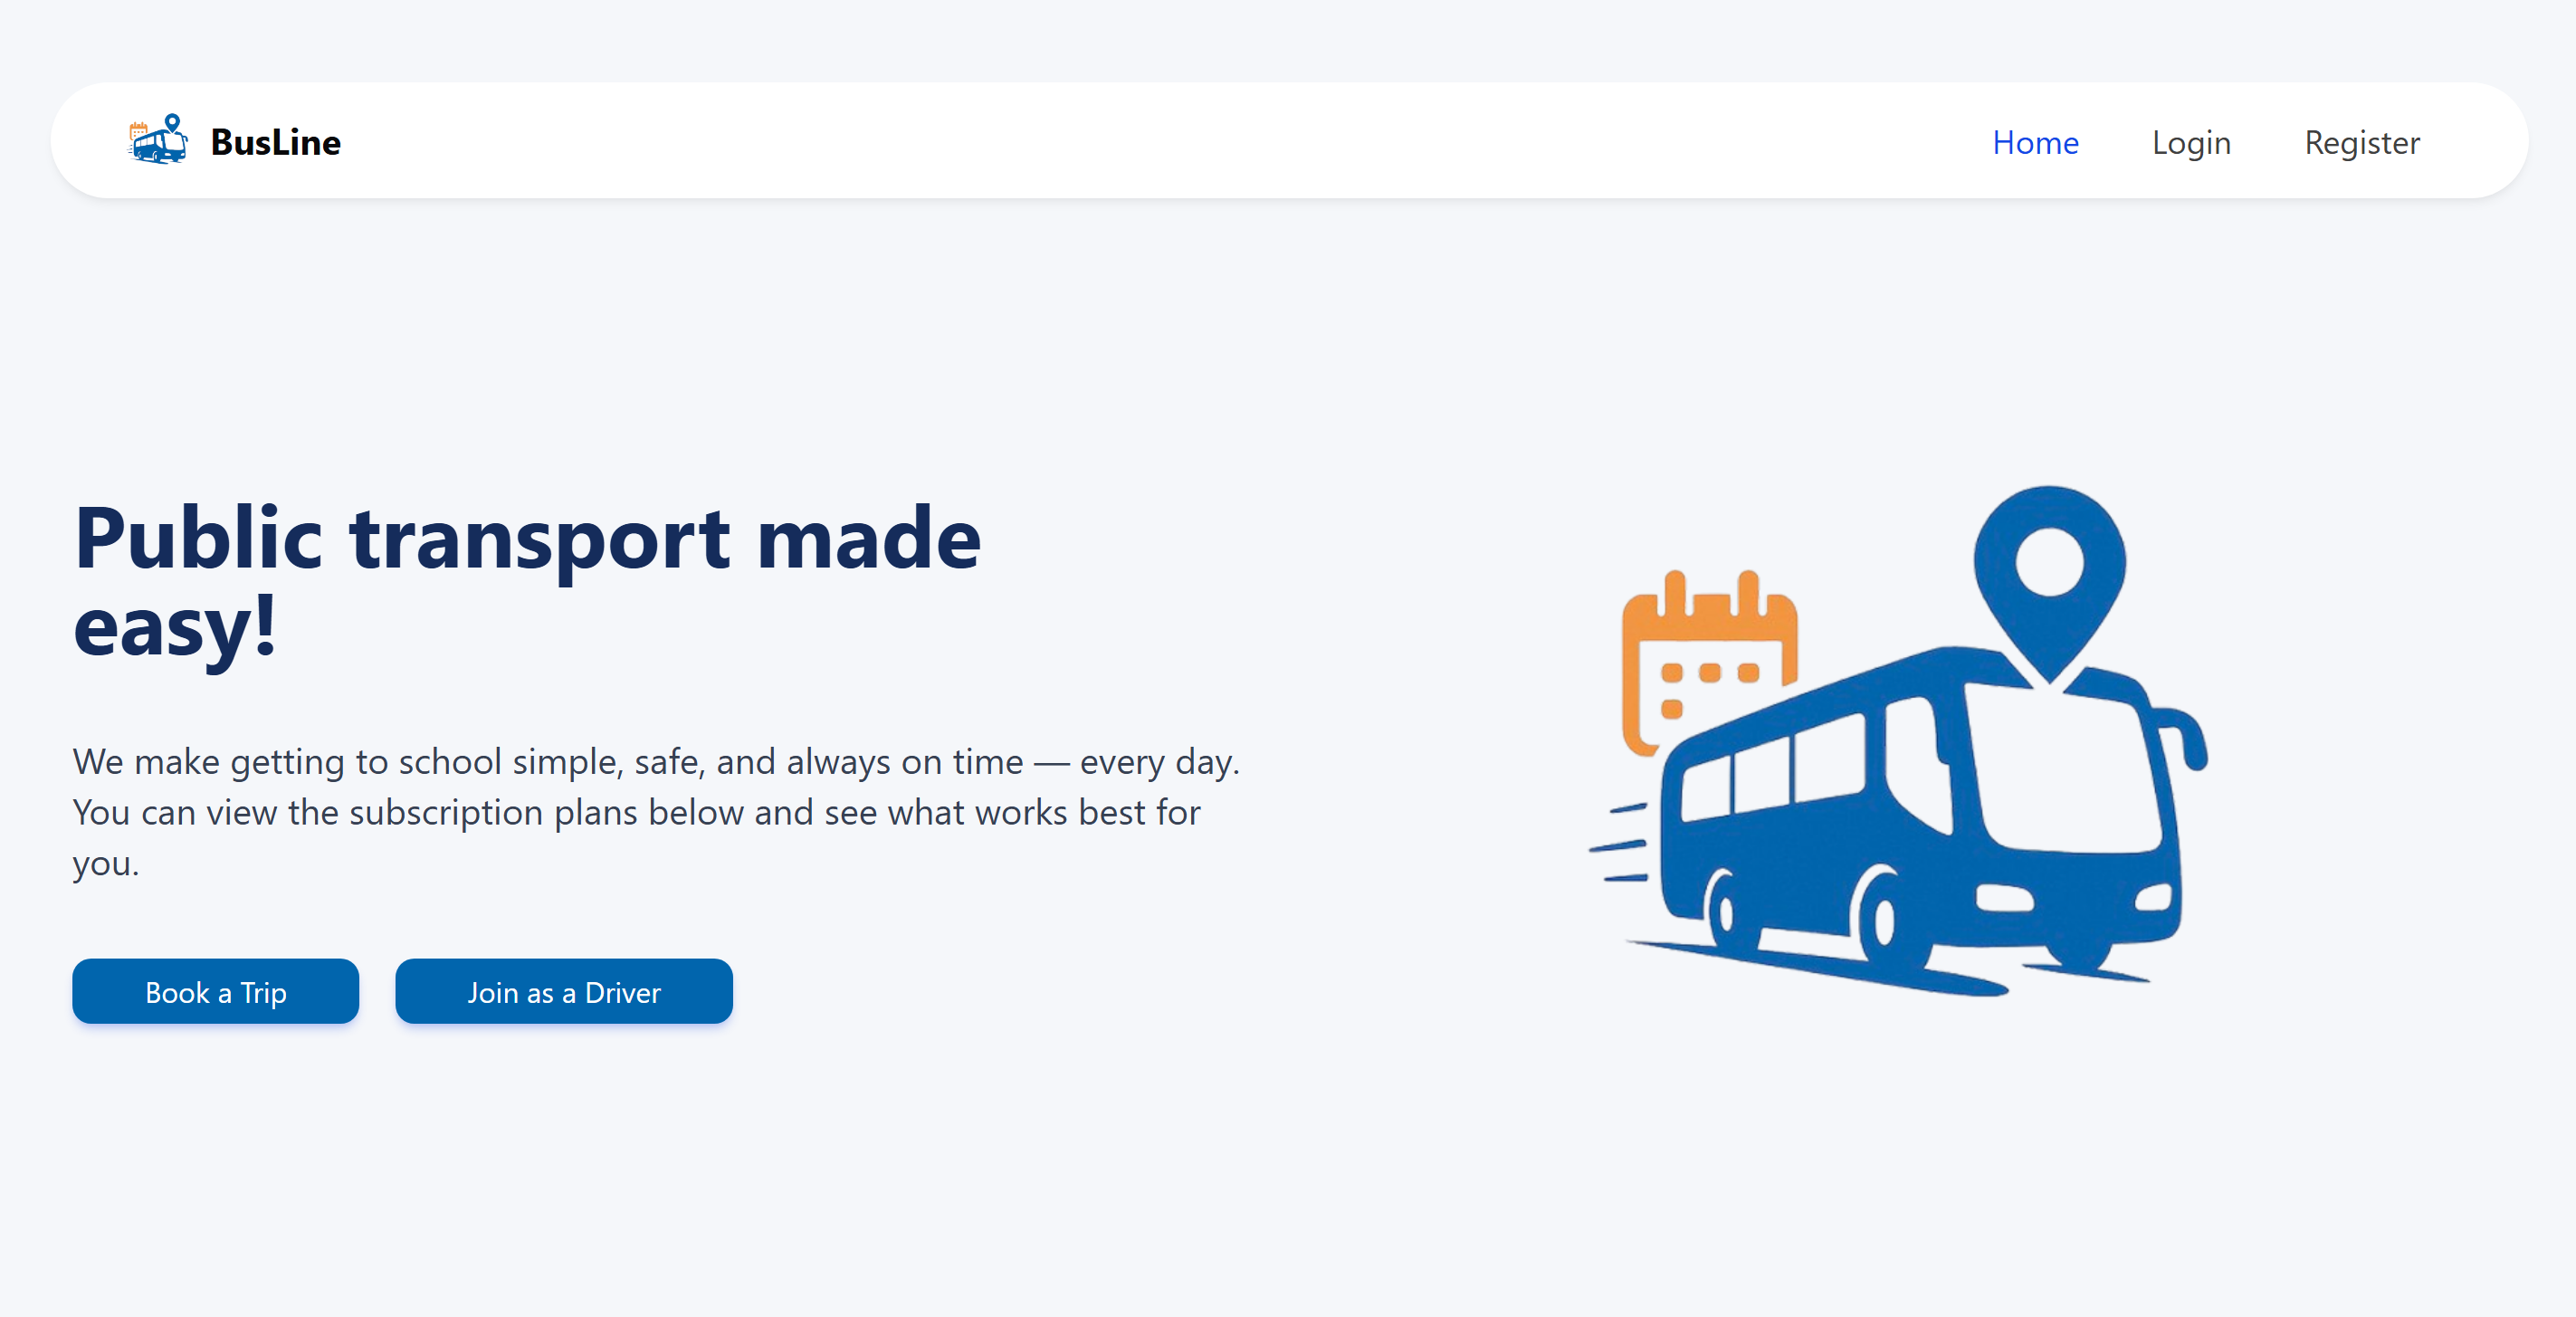 BusLine
Home
Login
Register
Public transport made
easy!
We make getting to school simple, safe, and always on time — every day.
You can view the subscription plans below and see what works best for
you.
Book a Trip
Join as a Driver